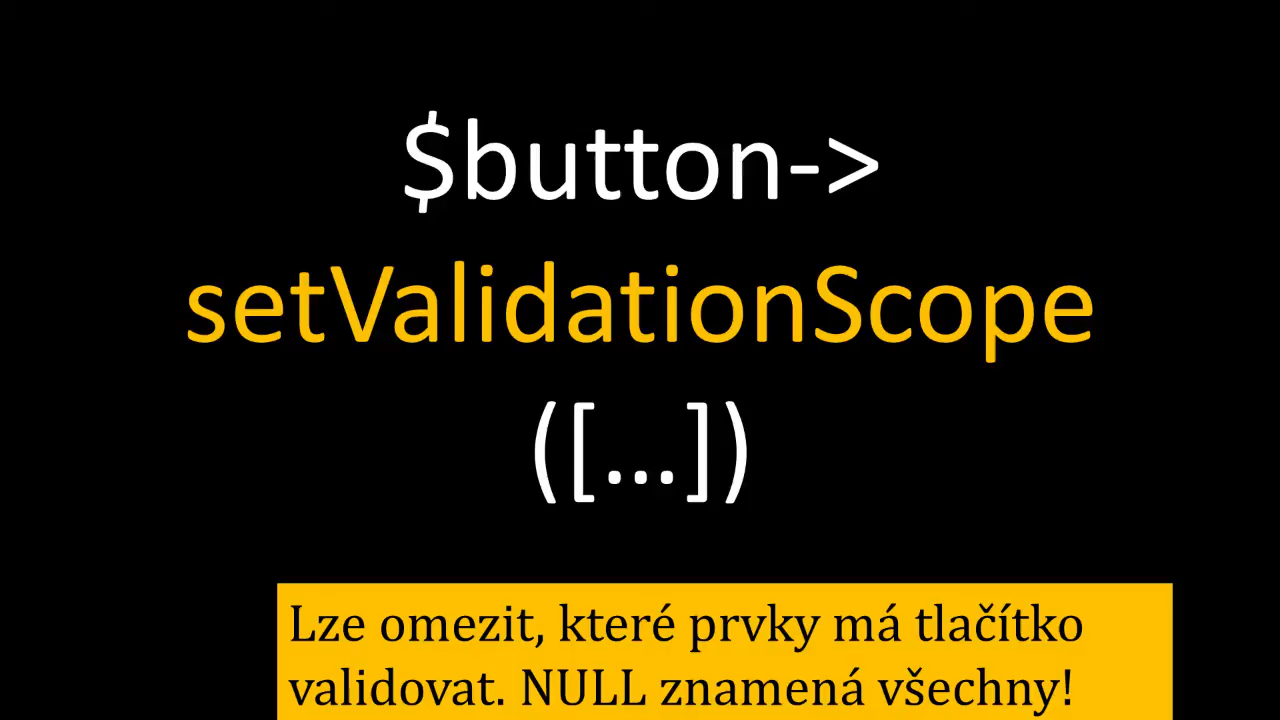 $button->
setValidationScope
([…])
Lze omezit, které prvky má tlačítko
validovat. NULL znamená všechny!